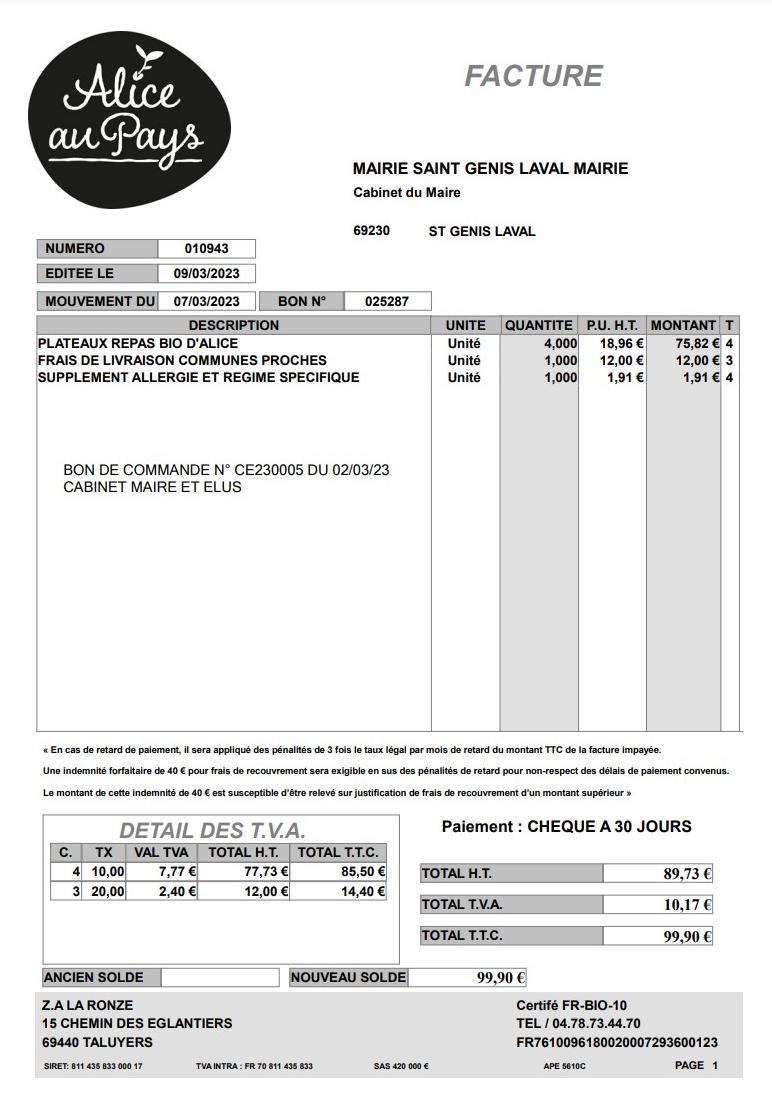 Alice
au Pays
FACTURE
MAIRIE SAINT GENIS LAVAL MAIRIE
Cabinet du Maire
69230 ST GENIS LAVAL
NUMERO 010943
EDITEE LE 09/03/2023
MOUVEMENT DU 07/03/2023 BON N° 025287
DESCRIPTION UNITE QUANTITE P.U. H.T. MONTANT T
PLATEAUX REPAS BIO D'ALICE Unité 4,000 18,96 € 75,82 € 4
FRAIS DE LIVRAISON COMMUNES PROCHES Unité 1,000 12,00 € 12,00 € 3
SUPPLEMENT ALLERGIE ET REGIME SPECIFIQUE Unité 1,000 1,91 € 1,91 € 4
BON DE COMMANDE N° CE230005 DU 02/03/23
CABINET MAIRE ET ELUS
« En cas de retard de paiement, il sera appliqué des pénalités de 3 fois le taux légal par mois de retard du montant TTC de la facture impayée.
Une indemnité forfaitaire de 40 € pour frais de recouvrement sera exigible en sus des pénalités de retard pour non-respect des délais de paiement convenus.
Le montant de cette indemnité de 40 € est susceptible d'être relevé sur justification de frais de recouvrement d'un montant supérieur »
DETAIL DES T.V.A.
C. TX VAL TVA TOTAL H.T. TOTAL T.T.C.
4 10,00 7,77 € 77,73 € 85,50 €
3 20,00 2,40 € 12,00 € 14,40 €
Paiement : CHEQUE A 30 JOURS
TOTAL H.T. 89,73 €
TOTAL T.V.A. 10,17 €
TOTAL T.T.C. 99,90 €
ANCIEN SOLDE NOUVEAU SOLDE 99,90 €
Z.A LA RONZE Certifé FR-BIO-10
15 CHEMIN DES EGLANTIERS TEL / 04.78.73.44.70
69440 TALUYERS FR7610096180020007293600123
SIRET: 811 435 833 000 17 TVA INTRA : FR 70 811 435 833 SAS 420 000 € APE 5610C PAGE 1